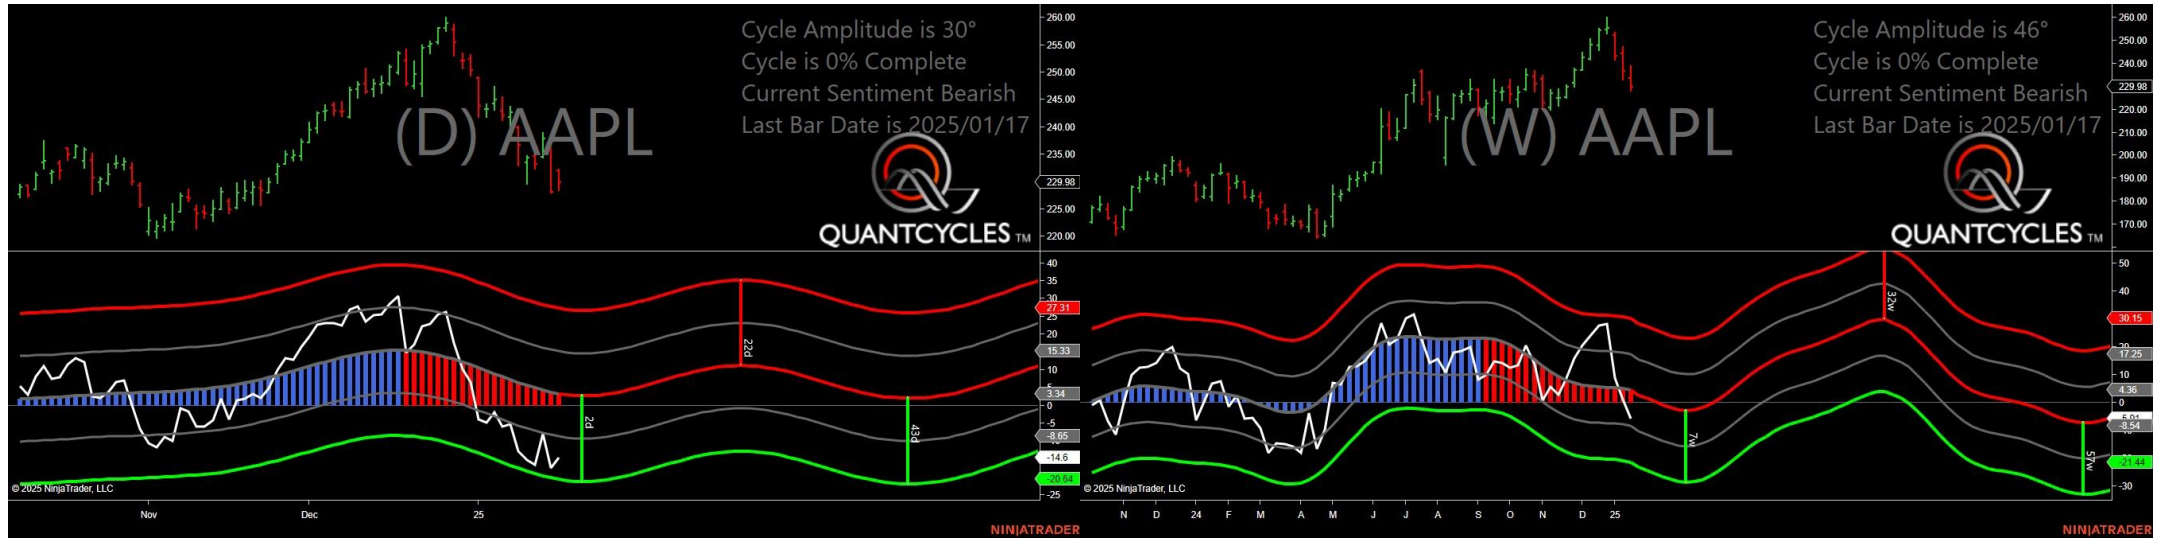 Cycle Amplitude is 30°
Cycle is 0% Complete
Current Sentiment Bearish
Last Bar Date is 2025/01/17
(D) AAPL
QUANTCYCLES TM
260.00
255.00
250.00
245.00
240.00
235.00
229.98
225.00
220.00
40
35
30
27.31
25
20
15.33
10
5
3.34
0
-5
-8.65
-14.6
-20.64
-25
22d
2d
43d
© 2025 NinjaTrader, LLC
Nov Dec 25
NINJATRADER
Cycle Amplitude is 46°
Cycle is 0% Complete
Current Sentiment Bearish
Last Bar Date is 2025/01/17
(W) AAPL
QUANTCYCLES TM
260.00
250.00
240.00
229.98
220.00
210.00
200.00
190.00
180.00
170.00
50
40
30.15
20
17.25
10
4.36
0
-8.54
-21.44
-30
32w
7w
57w
© 2025 NinjaTrader, LLC
N D 24 F M A M J J A S O N D 25
NINJATRADER